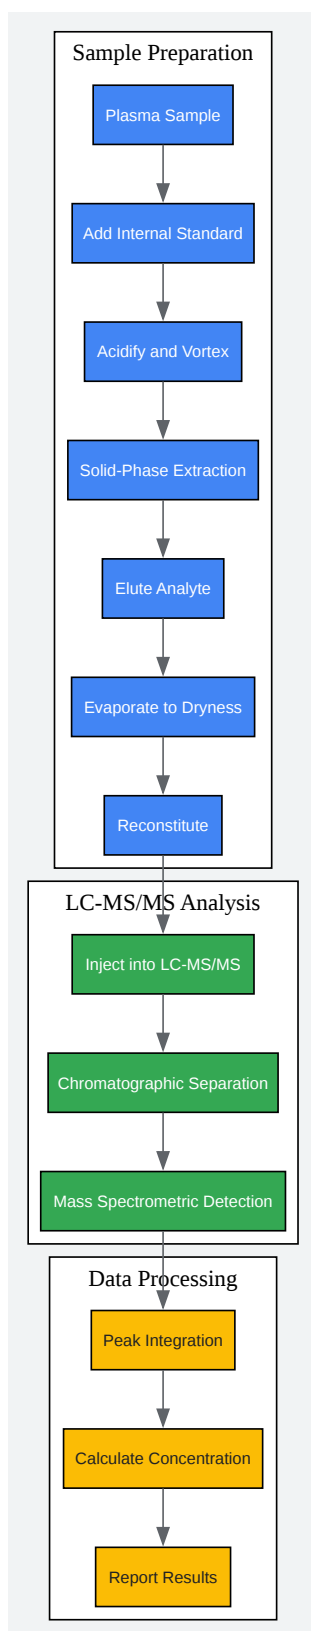 Sample Preparation
Plasma Sample
Add Internal Standard
Acidify and Vortex
Solid-Phase Extraction
Elute Analyte
Evaporate to Dryness
Reconstitute
LC-MS/MS Analysis
Inject into LC-MS/MS
Chromatographic Separation
Mass Spectrometric Detection
Data Processing
Peak Integration
Calculate Concentration
Report Results